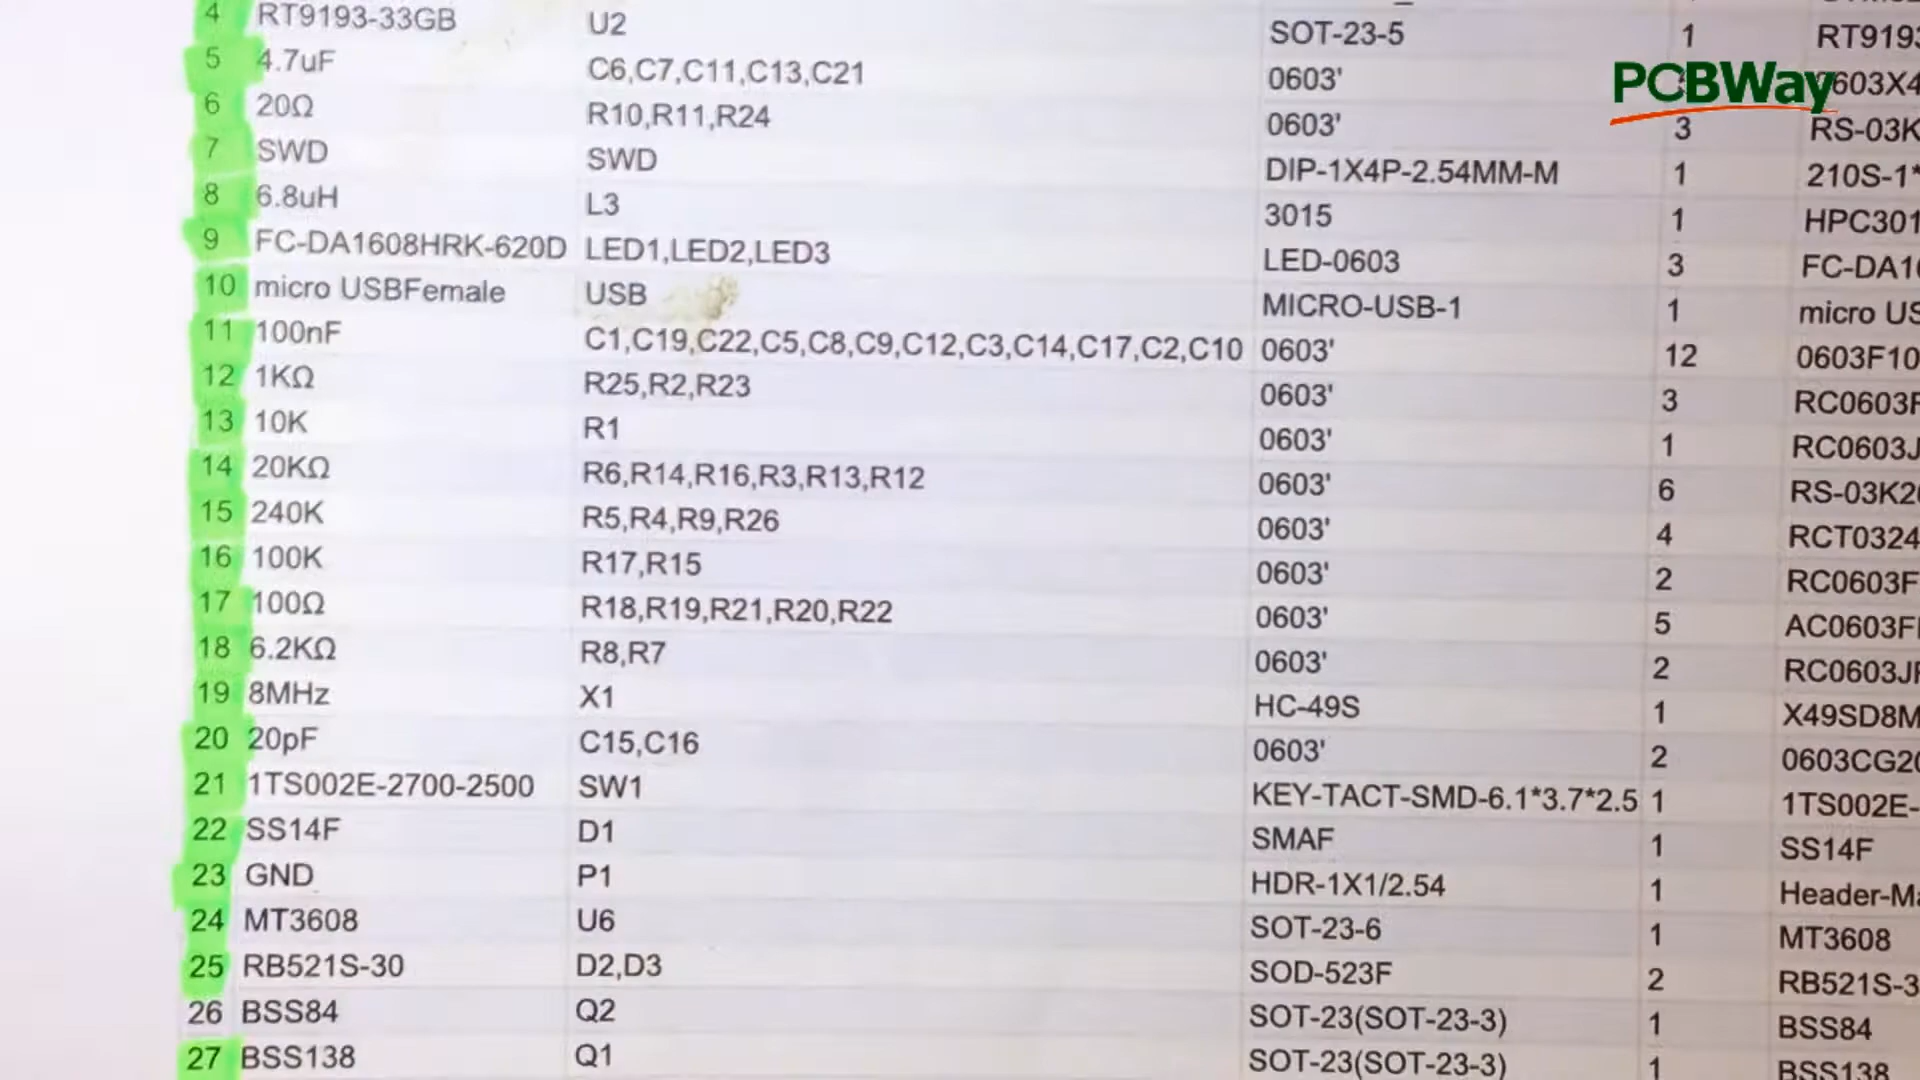 4 RT9193-33GB U2 SOT-23-5 1 RT9193
5 4.7uF C6,C7,C11,C13,C21 0603' 0603X4
6 20Ω R10,R11,R24 0603' 3 RS-03K
7 SWD SWD DIP-1X4P-2.54MM-M 1 210S-1*
8 6.8uH L3 3015 1 HPC301
9 FC-DA1608HRK-620D LED1,LED2,LED3 LED-0603 3 FC-DA16
10 micro USBFemale USB MICRO-USB-1 1 micro US
11 100nF C1,C19,C22,C5,C8,C9,C12,C3,C14,C17,C2,C10 0603' 12 0603F10
12 1KΩ R25,R2,R23 0603' 3 RC0603F
13 10K R1 0603' 1 RC0603J
14 20KΩ R6,R14,R16,R3,R13,R12 0603' 6 RS-03K20
15 240K R5,R4,R9,R26 0603' 4 RCT0324
16 100K R17,R15 0603' 2 RC0603F
17 100Ω R18,R19,R21,R20,R22 0603' 5 AC0603F
18 6.2KΩ R8,R7 0603' 2 RC0603J
19 8MHz X1 HC-49S 1 X49SD8M
20 20pF C15,C16 0603' 2 0603CG20
21 1TS002E-2700-2500 SW1 KEY-TACT-SMD-6.1*3.7*2.5 1 1TS002E-
22 SS14F D1 SMAF 1 SS14F
23 GND P1 HDR-1X1/2.54 1 Header-Ma
24 MT3608 U6 SOT-23-6 1 MT3608
25 RB521S-30 D2,D3 SOD-523F 2 RB521S-3
26 BSS84 Q2 SOT-23(SOT-23-3) 1 BSS84
27 BSS138 Q1 SOT-23(SOT-23-3) 1 BSS138
PCBWay